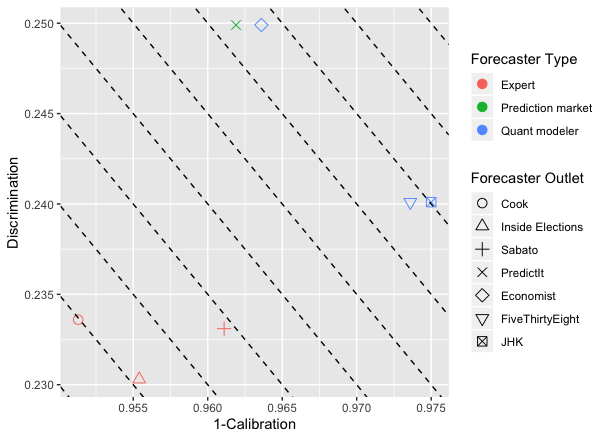 0.250
0.245
0.240
0.235
0.230
Discrimination
0.955
0.960
0.965
0.970
0.975
1-Calibration
Forecaster Type
Expert
Prediction market
Quant modeler
Forecaster Outlet
Cook
Inside Elections
Sabato
PredictIt
Economist
FiveThirtyEight
JHK